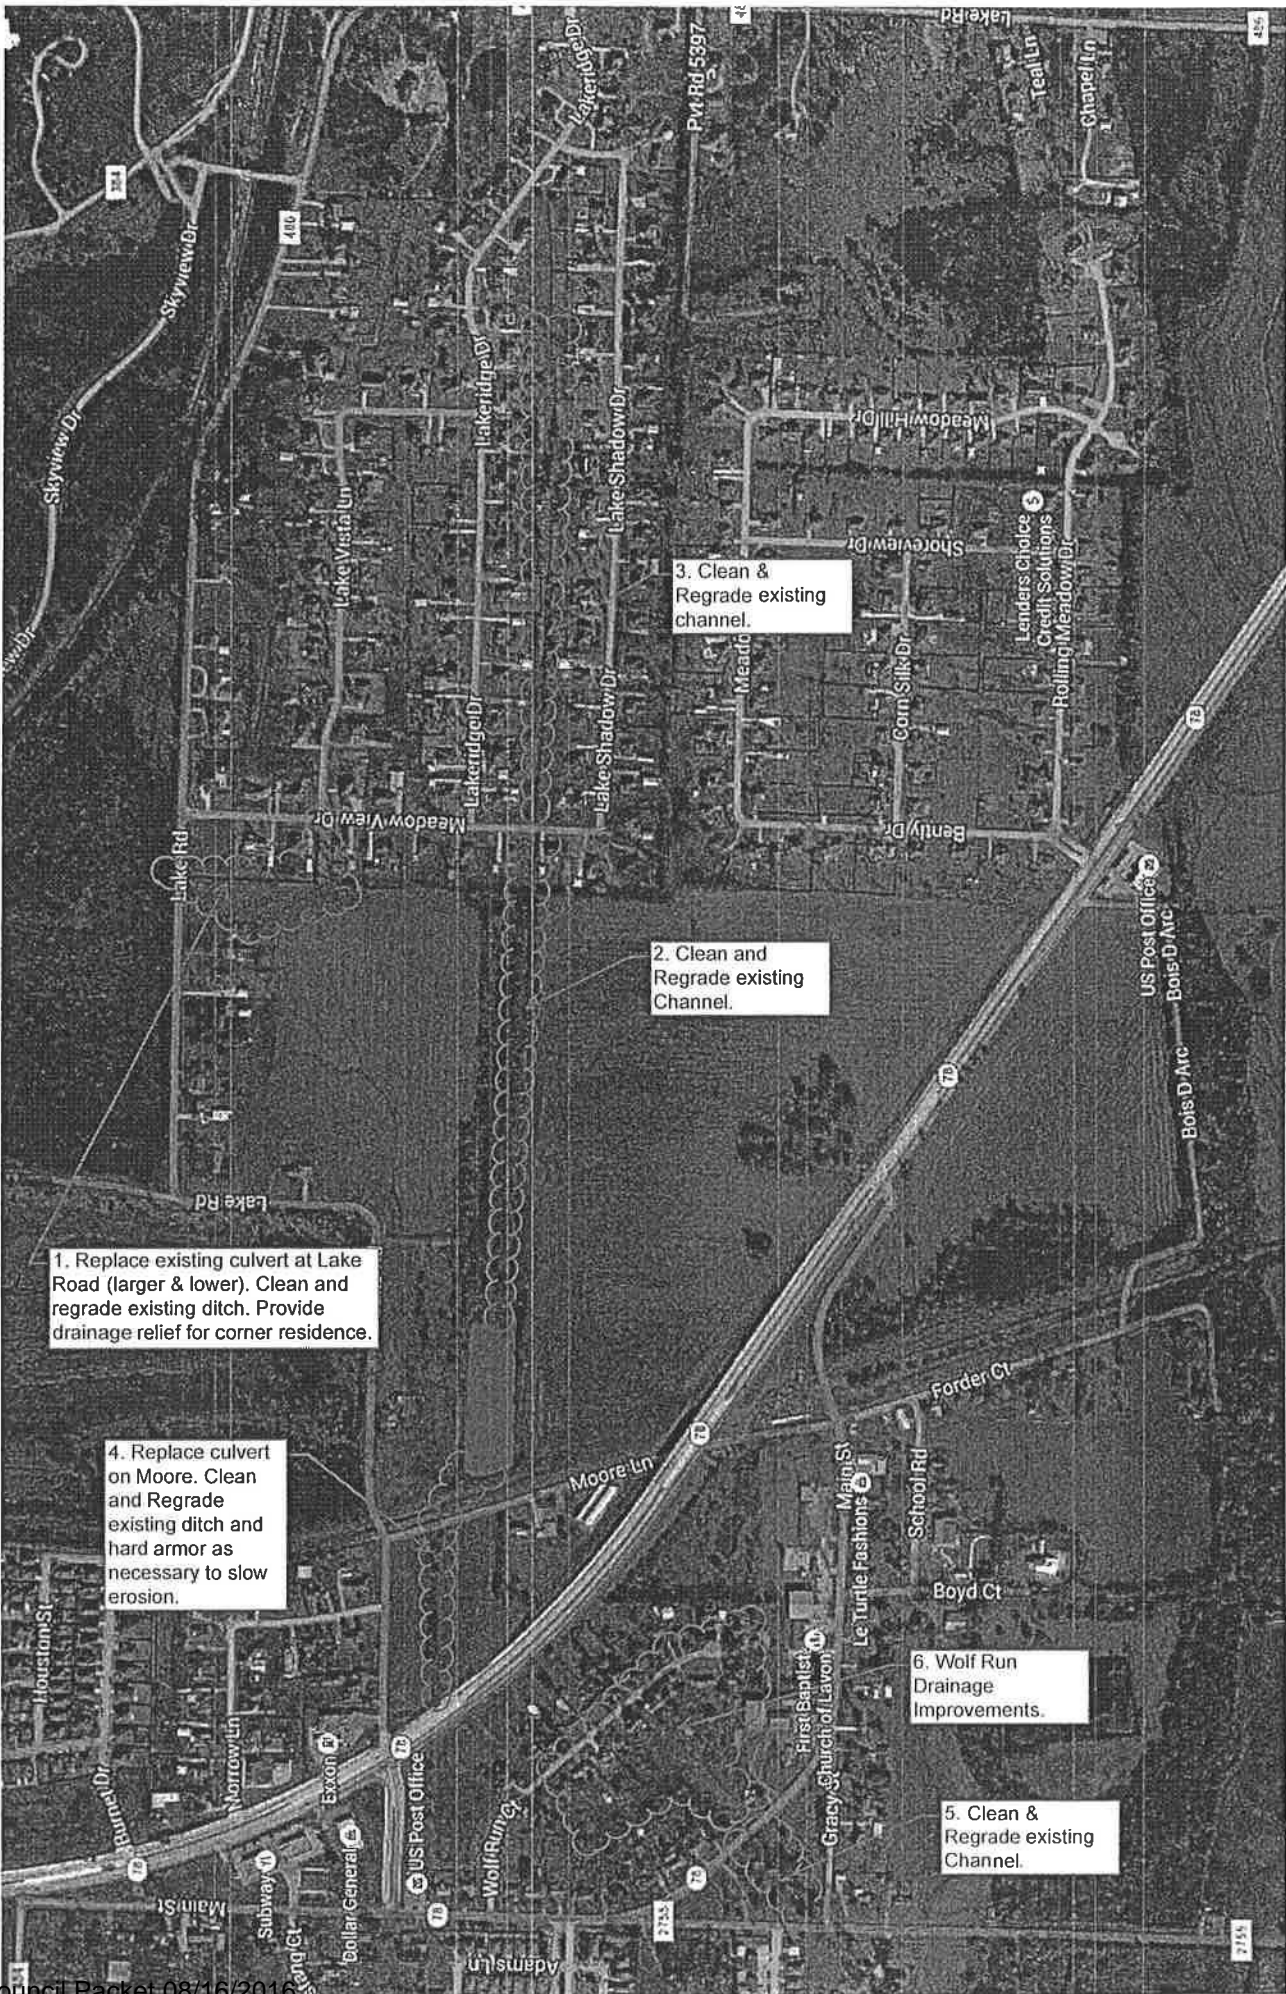 Lake Rd
486
Lakeridge Dr
Pvt Rd 5397
Teal Ln
Chapel Ln
384
486
Skyview Dr
Skyview Dr
Skyview Dr
Lakeridge Dr
Lake Shadow Dr
Lake Vista Ln
Meadow Hill Dr
Shoreview Dr
Lenders Choice
Credit Solutions
Rolling Meadow Dr
3. Clean &
Regrade existing
channel.
Corn Silk Dr
Lakeridge Dr
Lake Shadow Dr
Meadow View Dr
Bently Dr
78
Lake Rd
US Post Office
Bois D Arc
Bois D Arc
2. Clean and
Regrade existing
Channel.
78
Lake Rd
1. Replace existing culvert at Lake
Road (larger & lower). Clean and
regrade existing ditch. Provide
drainage relief for corner residence.
Forder Ct
78
Moore Ln
Main St
School Rd
4. Replace culvert
on Moore. Clean
and Regrade
existing ditch and
hard armor as
necessary to slow
erosion.
Le Turtle Fashions
Boyd Ct
Houston St
First Baptist
Church of Lavon
6. Wolf Run
Drainage
Improvements.
Burnet Dr
Morrow Ln
Exxon
78
US Post Office
Wolf Run Ct
Gracy St
5. Clean &
Regrade existing
Channel.
78
Main St
Subway
Dollar General
78
78
2755
2755
Adams Ln
Council Packet 08/16/2016